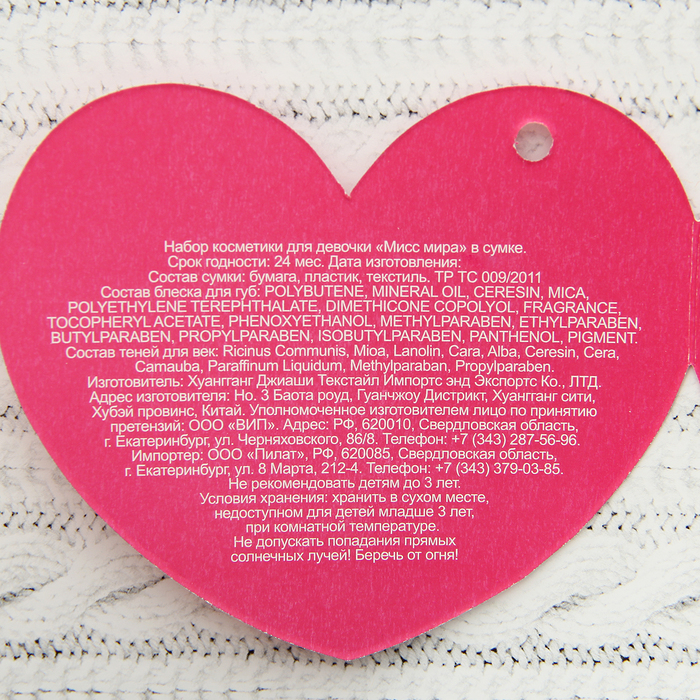 Набор косметики для девочки «Мисс мира» в сумке.
Срок годности: 24 мес. Дата изготовления:
Состав сумки: бумага, пластик, текстиль. ТР ТС 009/2011
Состав блеска для губ: POLYBUTENE, MINERAL OIL, CERESIN, MICA,
POLYETHYLENE TEREPHTHALATE, DIMETHICONE COPOLYOL, FRAGRANCE,
TOCOPHERYL ACETATE, PHENOXYETHANOL, METHYLPARABEN, ETHYLPARABEN,
BUTYLPARABEN, PROPYLPARABEN, ISOBUTYLPARABEN, PANTHENOL, PIGMENT.
Состав теней для век: Ricinus Communis, Mioa, Lanolin, Cara, Alba, Ceresin, Cera,
Camauba, Paraffinum Liquidum, Methylparaban, Propylparaben.
Изготовитель: Хуангганг Джиаши Текстайл Импортс энд Экспортс Ко., ЛТД.
Адрес изготовителя: Но. 3 Баота роуд, Гуанчжоу Дистрикт, Хуангганг сити,
Хубэй провинс, Китай. Уполномоченное изготовителем лицо по принятию
претензий: ООО «ВИП». Адрес: РФ, 620010, Свердловская область,
г. Екатеринбург, ул. Черняховского, 86/8. Телефон: +7 (343) 287-56-96.
Импортер: ООО «Пилат», РФ, 620085, Свердловская область,
г. Екатеринбург, ул. 8 Марта, 212-4. Телефон: +7 (343) 379-03-85.
Не рекомендовать детям до 3 лет.
Условия хранения: хранить в сухом месте,
недоступном для детей младше 3 лет,
при комнатной температуре.
Не допускать попадания прямых
солнечных лучей! Беречь от огня!